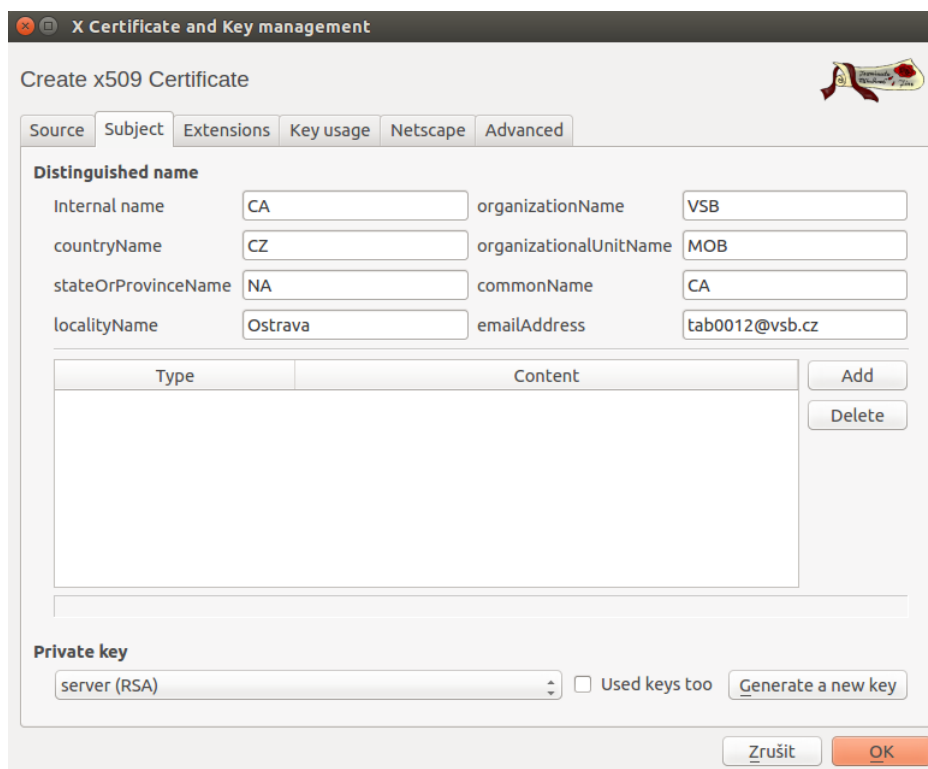 X Certificate and Key management
Create x509 Certificate
Source Subject Extensions Key usage Netscape Advanced
Distinguished name
Internal name CA organizationName VSB
countryName CZ organizationalUnitName MOB
stateOrProvinceName NA commonName CA
localityName Ostrava emailAddress tab0012@vsb.cz
Type Content Add
Delete
Private key
server (RSA) Used keys too Generate a new key
Zrušit OK